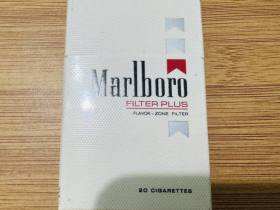 Marlboro
FILTER PLUS
FLAVOR-ZONE FILTER
20 CIGARETTES